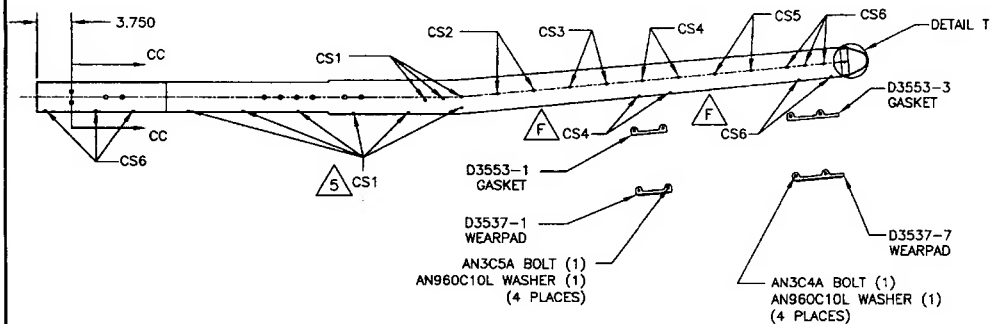 3.750
CC
CC
CS6
CS1
CS2
CS3
CS4
CS5
CS6
DETAIL T
D3553-3
GASKET
F
F
CS4
CS6
5
CS1
D3553-1
GASKET
D3537-1
WEARPAD
D3537-7
WEARPAD
AN3C5A BOLT (1)
AN960C10L WASHER (1)
(4 PLACES)
AN3C4A BOLT (1)
AN960C10L WASHER (1)
(4 PLACES)